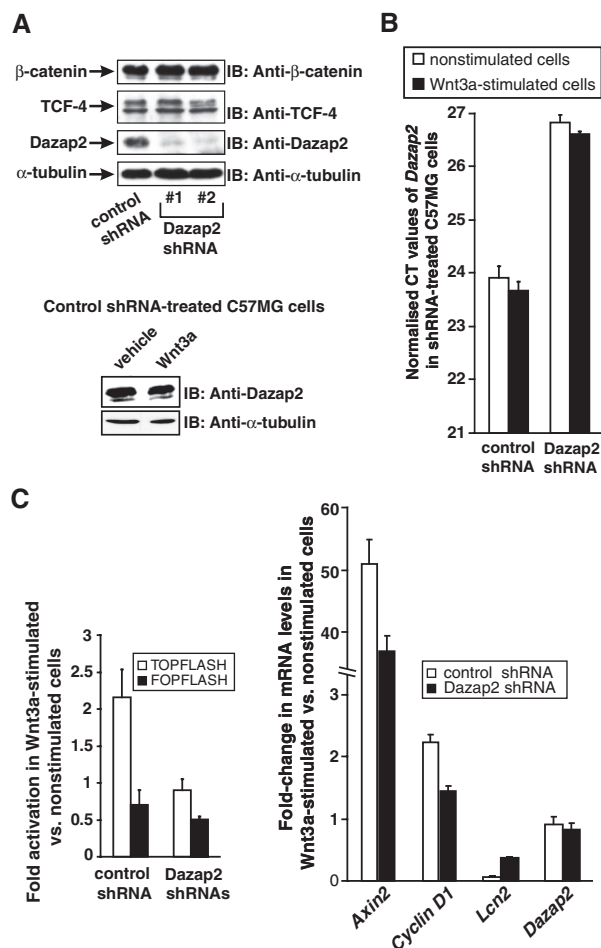 A
β-catenin
IB: Anti-β-catenin
TCF-4
IB: Anti-TCF-4
Dazap2
IB: Anti-Dazap2
α-tubulin
IB: Anti-α-tubulin
control
shRNA
#1 #2
Dazap2
shRNA
Control shRNA-treated C57MG cells
vehicle
Wnt3a
IB: Anti-Dazap2
IB: Anti-α-tubulin
B
nonstimulated cells
Wnt3a-stimulated cells
Normalised CT values of Dazap2
in shRNA-treated C57MG cells
27
26
25
24
23
22
21
control
shRNA
Dazap2
shRNA
C
Fold activation in Wnt3a-stimulated
vs. nonstimulated cells
3
2.5
2
1.5
1
0.5
0
TOPFLASH
FOPFLASH
control
shRNA
Dazap2
shRNAs
Fold-change in mRNA levels in
Wnt3a-stimulated vs. nonstimulated cells
60
50
40
3
2
1
0
control shRNA
Dazap2 shRNA
Axin2
Cyclin D1
Lcn2
Dazap2